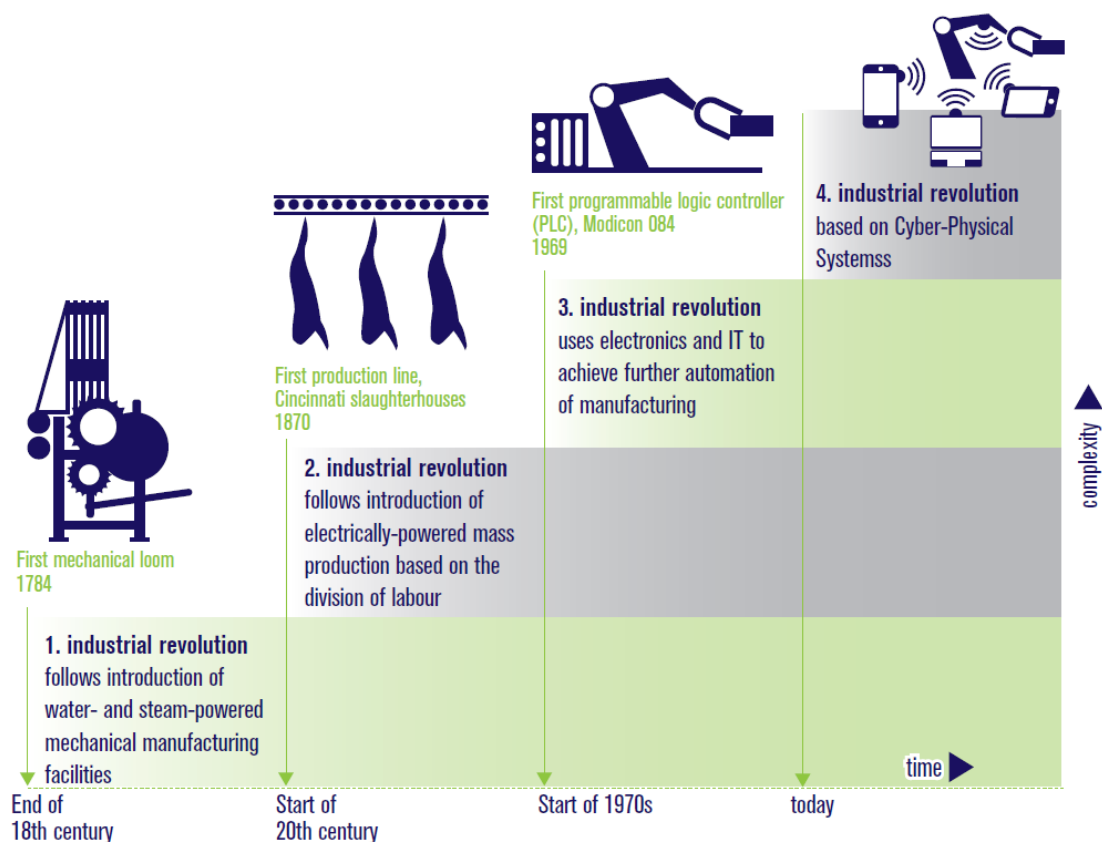 First mechanical loom
1784
First production line,
Cincinnati slaughterhouses
1870
First programmable logic controller
(PLC), Modicon 084
1969
4. industrial revolution
based on Cyber-Physical
Systemss
3. industrial revolution
uses electronics and IT to
achieve further automation
of manufacturing
2. industrial revolution
follows introduction of
electrically-powered mass
production based on the
division of labour
1. industrial revolution
follows introduction of
water- and steam-powered
mechanical manufacturing
facilities
complexity
time
End of
18th century
Start of
20th century
Start of 1970s
today